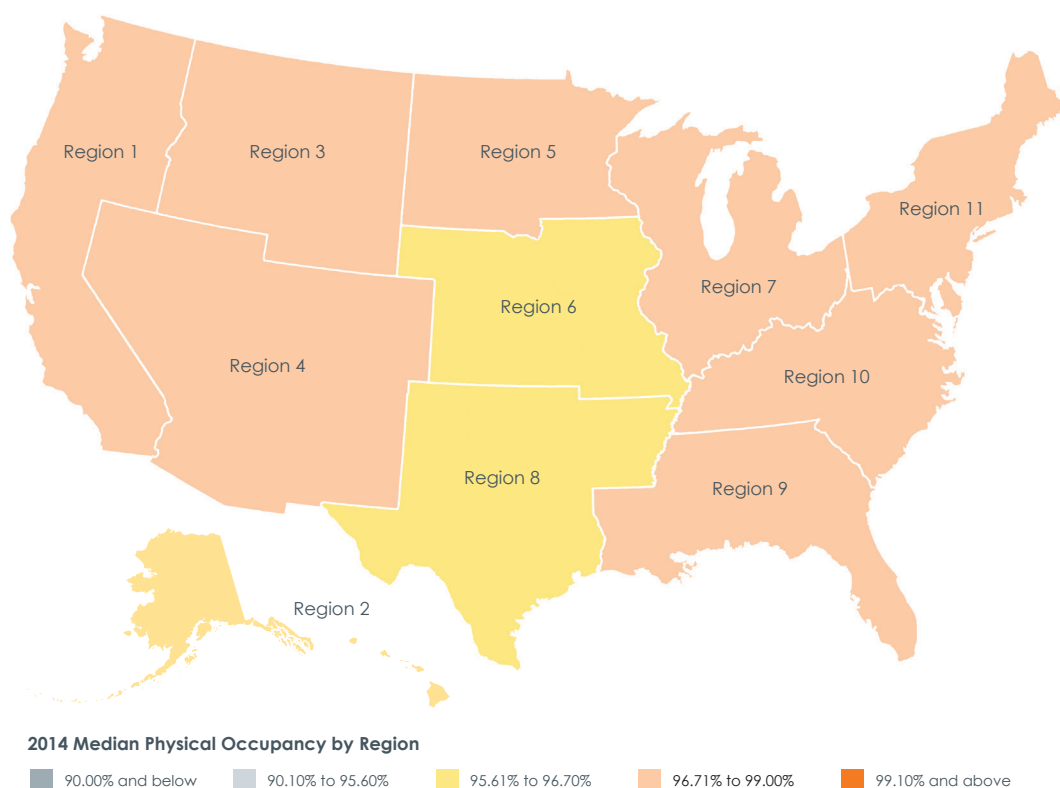 Region 1
Region 3
Region 5
Region 11
Region 7
Region 6
Region 4
Region 10
Region 8
Region 9
Region 2
2014 Median Physical Occupancy by Region
90.00% and below
90.10% to 95.60%
95.61% to 96.70%
96.71% to 99.00%
99.10% and above